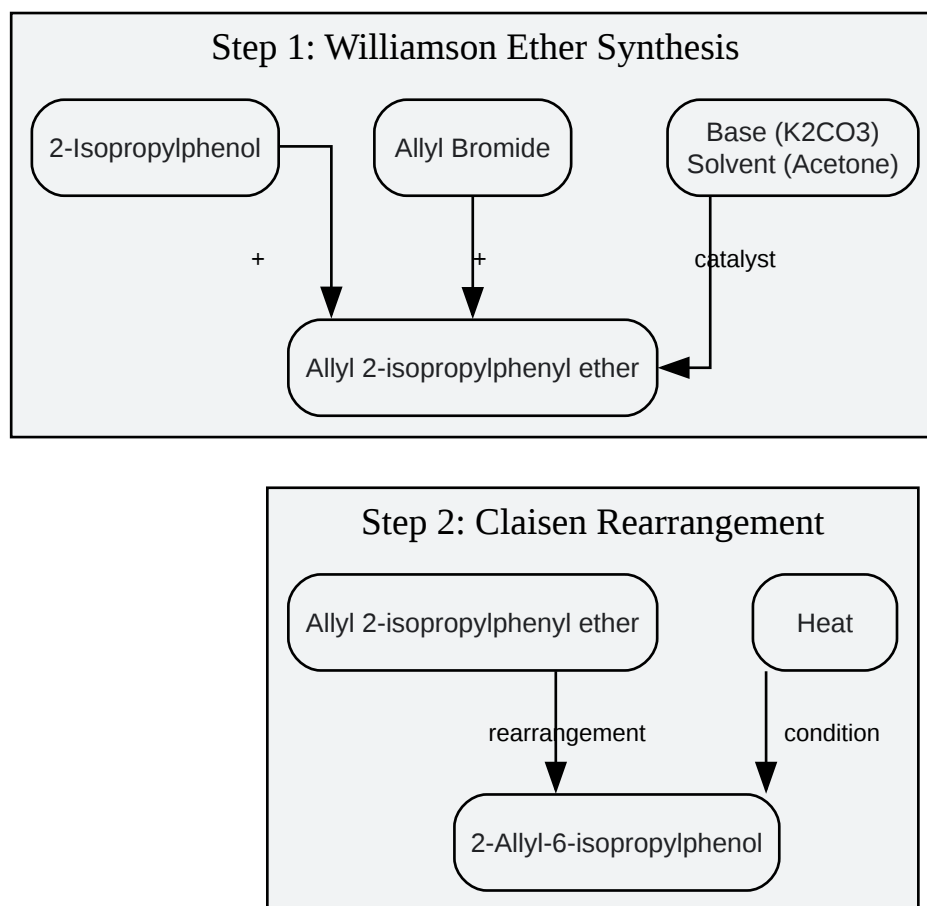 Step 1: Williamson Ether Synthesis
2-Isopropylphenol
Allyl Bromide
Base (K2CO3)
Solvent (Acetone)
+
+
catalyst
Allyl 2-isopropylphenyl ether
Step 2: Claisen Rearrangement
Allyl 2-isopropylphenyl ether
Heat
rearrangement
condition
2-Allyl-6-isopropylphenol